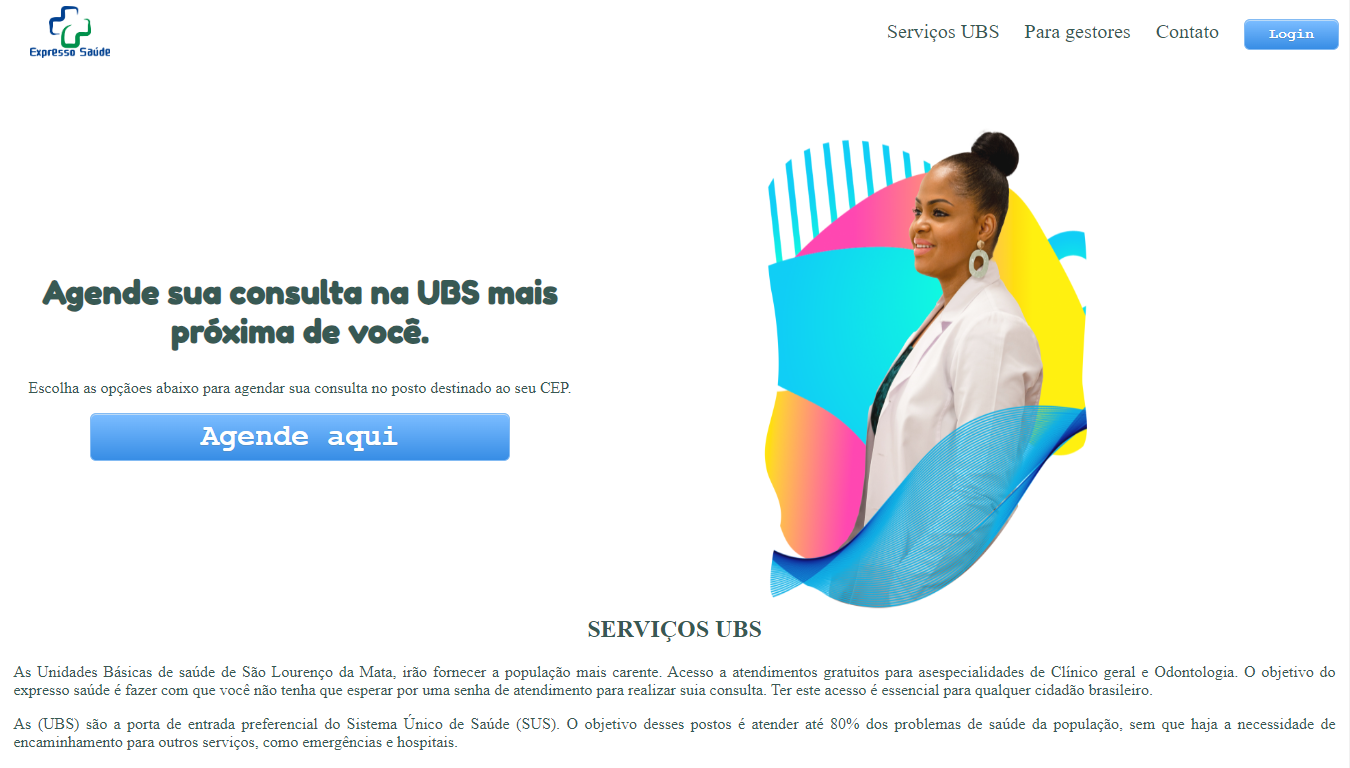 Expresso Saúde
Serviços UBS
Para gestores
Contato
Login
Agende sua consulta na UBS mais
próxima de você.
Escolha as opçãoes abaixo para agendar sua consulta no posto destinado ao seu CEP.
Agende aqui
SERVIÇOS UBS
As Unidades Básicas de saúde de São Lourenço da Mata, irão fornecer a população mais carente. Acesso a atendimentos gratuitos para asespecialidades de Clínico geral e Odontologia. O objetivo do
expresso saúde é fazer com que você não tenha que esperar por uma senha de atendimento para realizar suia consulta. Ter este acesso é essencial para qualquer cidadão brasileiro.
As (UBS) são a porta de entrada preferencial do Sistema Único de Saúde (SUS). O objetivo desses postos é atender até 80% dos problemas de saúde da população, sem que haja a necessidade de
encaminhamento para outros serviços, como emergências e hospitais.